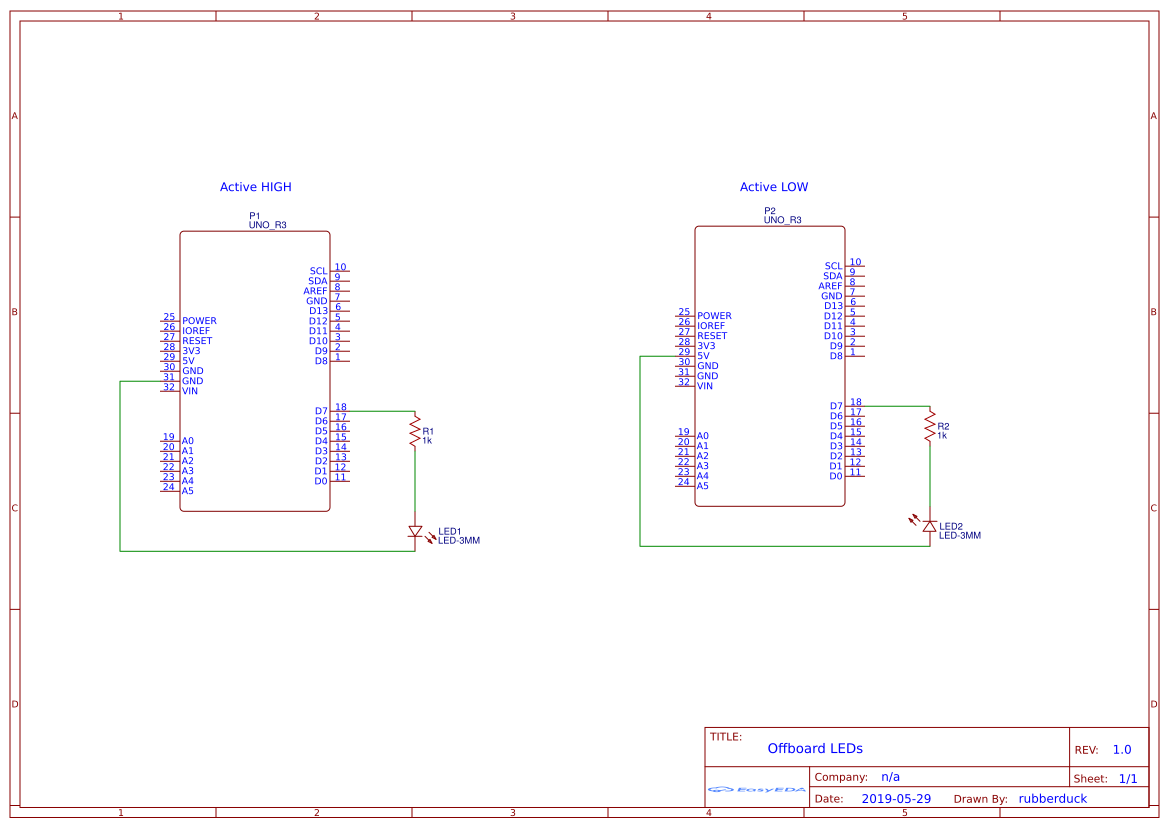 1 2 3 4 5
A A
B B
C C
D D
Active HIGH
P1
UNO_R3
SCL 10
SDA 9
AREF 8
GND 7
D13 6
D12 5
D11 4
D10 3
D9 2
D8 1
25 POWER
26 IOREF
27 RESET
28 3V3
29 5V
30 GND
31 GND
32 VIN
D7 18
D6 17
D5 16
D4 15
D3 14
D2 13
D1 12
D0 11
19 A0
20 A1
21 A2
22 A3
23 A4
24 A5
R1
1k
LED1
LED-3MM
Active LOW
P2
UNO_R3
SCL 10
SDA 9
AREF 8
GND 7
D13 6
D12 5
D11 4
D10 3
D9 2
D8 1
25 POWER
26 IOREF
27 RESET
28 3V3
29 5V
30 GND
31 GND
32 VIN
D7 18
D6 17
D5 16
D4 15
D3 14
D2 13
D1 12
D0 11
19 A0
20 A1
21 A2
22 A3
23 A4
24 A5
R2
1k
LED2
LED-3MM
TITLE:
Offboard LEDs
REV: 1.0
EasyEDA
Company: n/a
Sheet: 1/1
Date: 2019-05-29 Drawn By: rubberduck
1 2 3 4 5